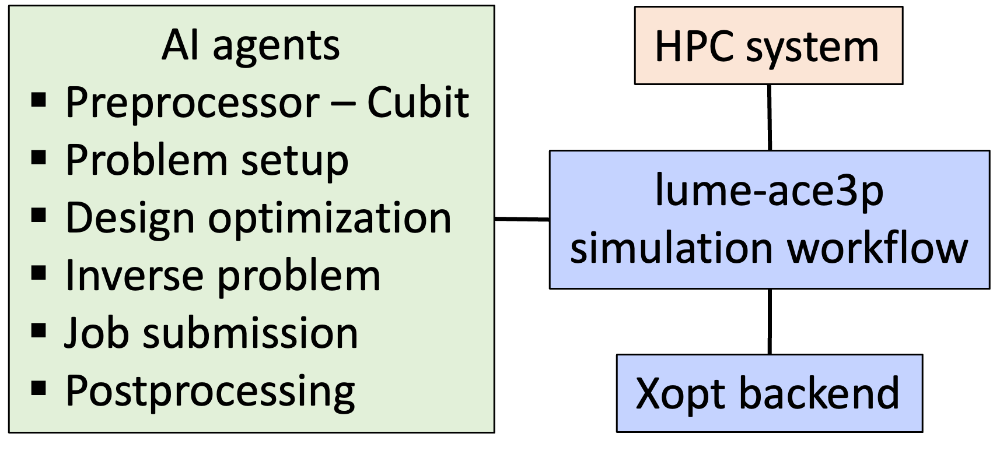 AI agents
▪ Preprocessor – Cubit
▪ Problem setup
▪ Design optimization
▪ Inverse problem
▪ Job submission
▪ Postprocessing
HPC system
lume-ace3p
simulation workflow
Xopt backend